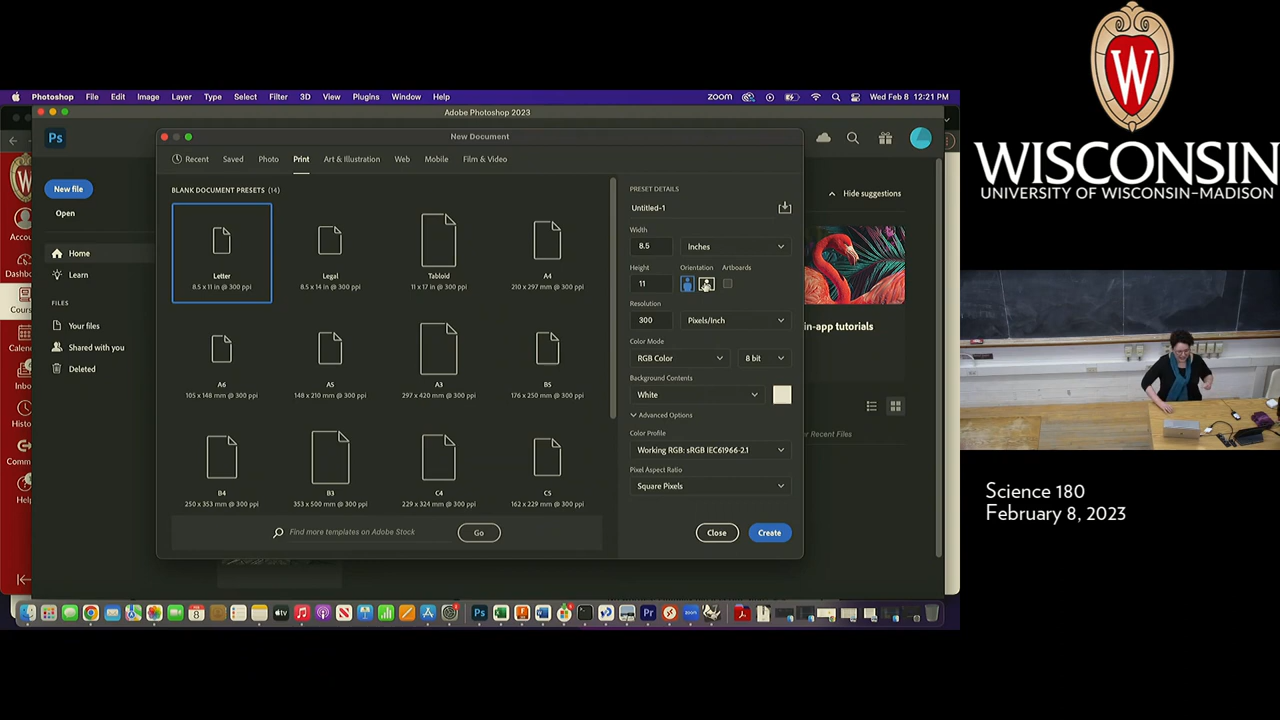 Photoshop File Edit Image Layer Type Select Filter 3D View Plugins Window Help zoom Wed Feb 8 12:21 PM
Adobe Photoshop 2023
Ps
New Document
Recent Saved Photo Print Art & Illustration Web Mobile Film & Video
New file
Open
Home
Learn
FILES
Your files
Shared with you
Deleted
BLANK DOCUMENT PRESETS (14)
Letter
8.5 x 11 in @ 300 ppi
Legal
8.5 x 14 in @ 300 ppi
Tabloid
11 x 17 in @ 300 ppi
A4
210 x 297 mm @ 300 ppi
A6
105 x 148 mm @ 300 ppi
A5
148 x 210 mm @ 300 ppi
A3
297 x 420 mm @ 300 ppi
B5
176 x 250 mm @ 300 ppi
B4
250 x 353 mm @ 300 ppi
B3
353 x 500 mm @ 300 ppi
C4
229 x 324 mm @ 300 ppi
C5
162 x 229 mm @ 300 ppi
Find more templates on Adobe Stock
Go
PRESET DETAILS
Untitled-1
Width
8.5 Inches
Height Orientation Artboards
11
Resolution
300 Pixels/Inch
Color Mode
RGB Color 8 bit
Background Contents
White
Advanced Options
Color Profile
Working RGB: sRGB IEC61966-2.1
Pixel Aspect Ratio
Square Pixels
Close Create
Hide suggestions
in-app tutorials
Recent Files
Accou
Dashb
Cours
Calen
Inbo
Histo
Comm
Help
W
WISCONSIN
UNIVERSITY OF WISCONSIN–MADISON
Science 180
February 8, 2023